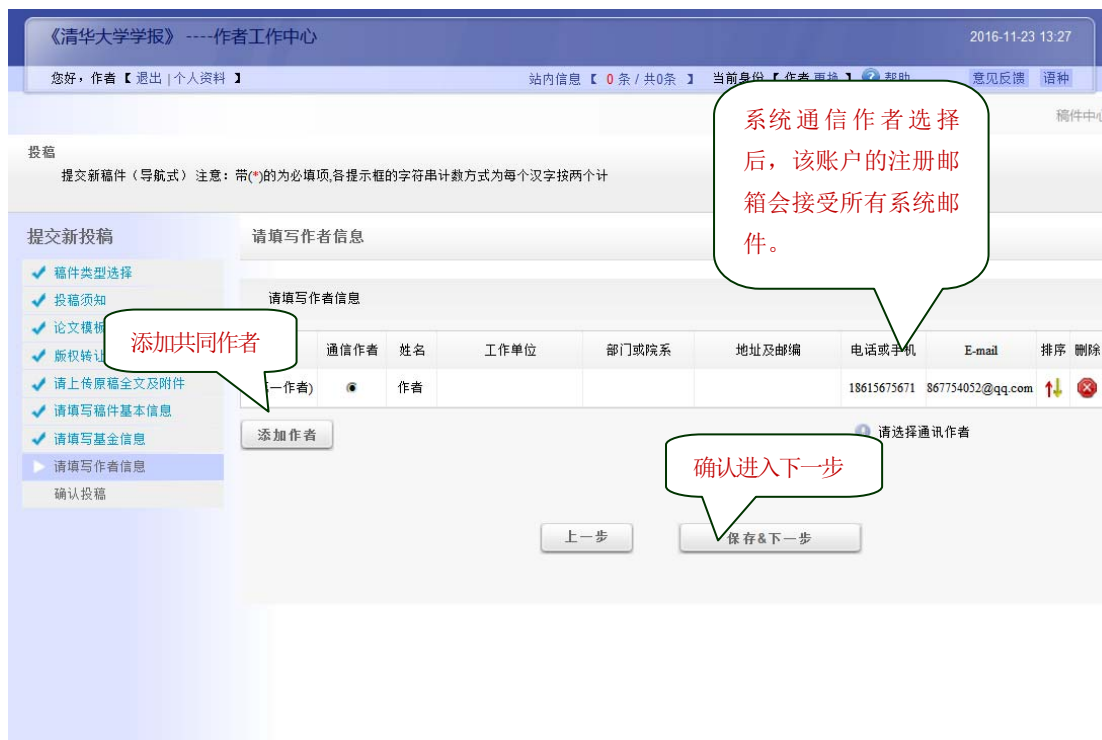 《清华大学学报》 ----作者工作中心
2016-11-23 13:27
您好，作者【 退出 | 个人资料 】
站内信息【 0 条 / 共0条 】 当前身份【 作者 更换 】 帮助
意见反馈 语种
稿件中心
投稿
提交新稿件（导航式）注意：带(*)的为必填项,各提示框的字符串计数方式为每个汉字按两个计
系统通信作者选择
后，该账户的注册邮
箱会接受所有系统邮
件。
提交新投稿
稿件类型选择
投稿须知
论文模板
版权转让
请上传原稿全文及附件
请填写稿件基本信息
请填写基金信息
请填写作者信息
确认投稿
请填写作者信息
请填写作者信息
添加共同作者
通信作者 姓名 工作单位 部门或院系 地址及邮编 电话或手机 E-mail 排序 删除
一作者) 作者 18615675671 867754052@qq.com
添加作者
请选择通讯作者
确认进入下一步
上一步
保存&下一步